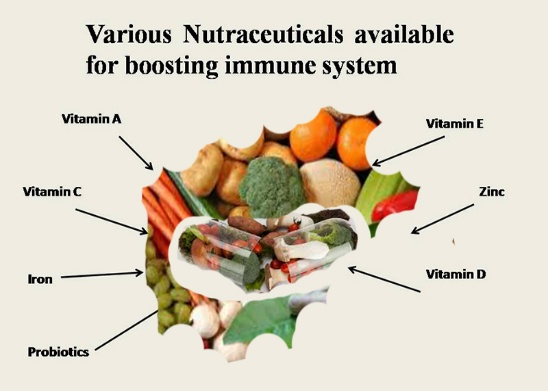 Various Nutraceuticals available
for boosting immune system
Vitamin A
Vitamin E
Vitamin C
Zinc
Iron
Vitamin D
Probiotics